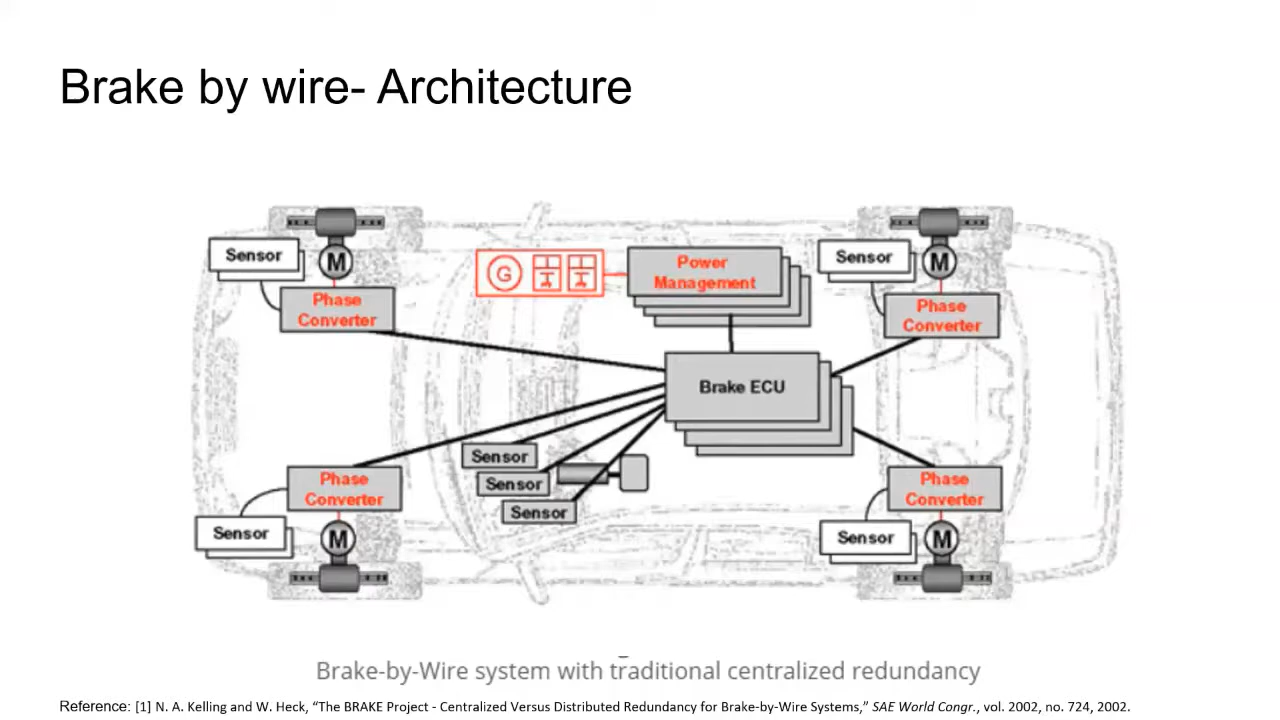 Brake by wire- Architecture
Sensor
M
Phase
Converter
G
Power
Management
Sensor
M
Phase
Converter
Brake ECU
Sensor
Sensor
Sensor
Phase
Converter
Sensor
M
Phase
Converter
Sensor
M
Brake-by-Wire system with traditional centralized redundancy
Reference: [1] N. A. Kelling and W. Heck, “The BRAKE Project - Centralized Versus Distributed Redundancy for Brake-by-Wire Systems,” SAE World Congr., vol. 2002, no. 724, 2002.